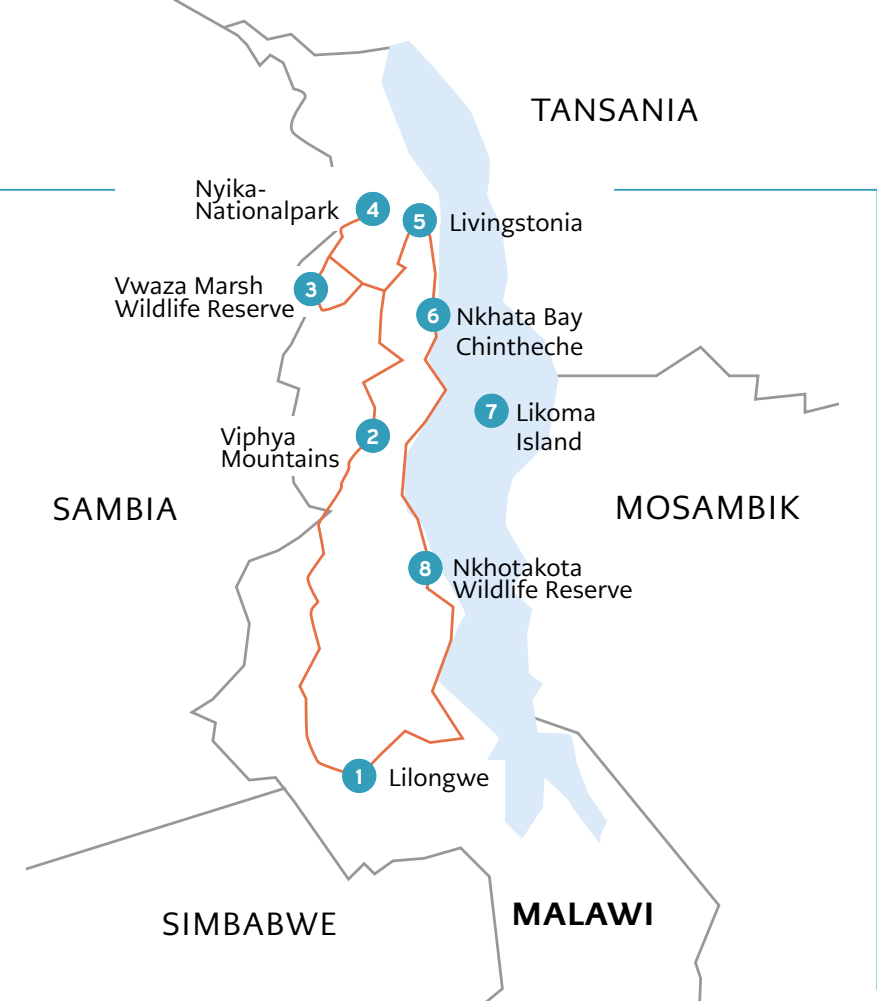 TANSANIA
Nyika-
Nationalpark
4
5
Livingstonia
Vwaza Marsh
Wildlife Reserve
3
6
Nkhata Bay
Chintheche
7
Likoma
Island
Viphya
Mountains
2
SAMBIA
MOSAMBIK
8
Nkhotakota
Wildlife Reserve
1
Lilongwe
SIMBABWE
MALAWI